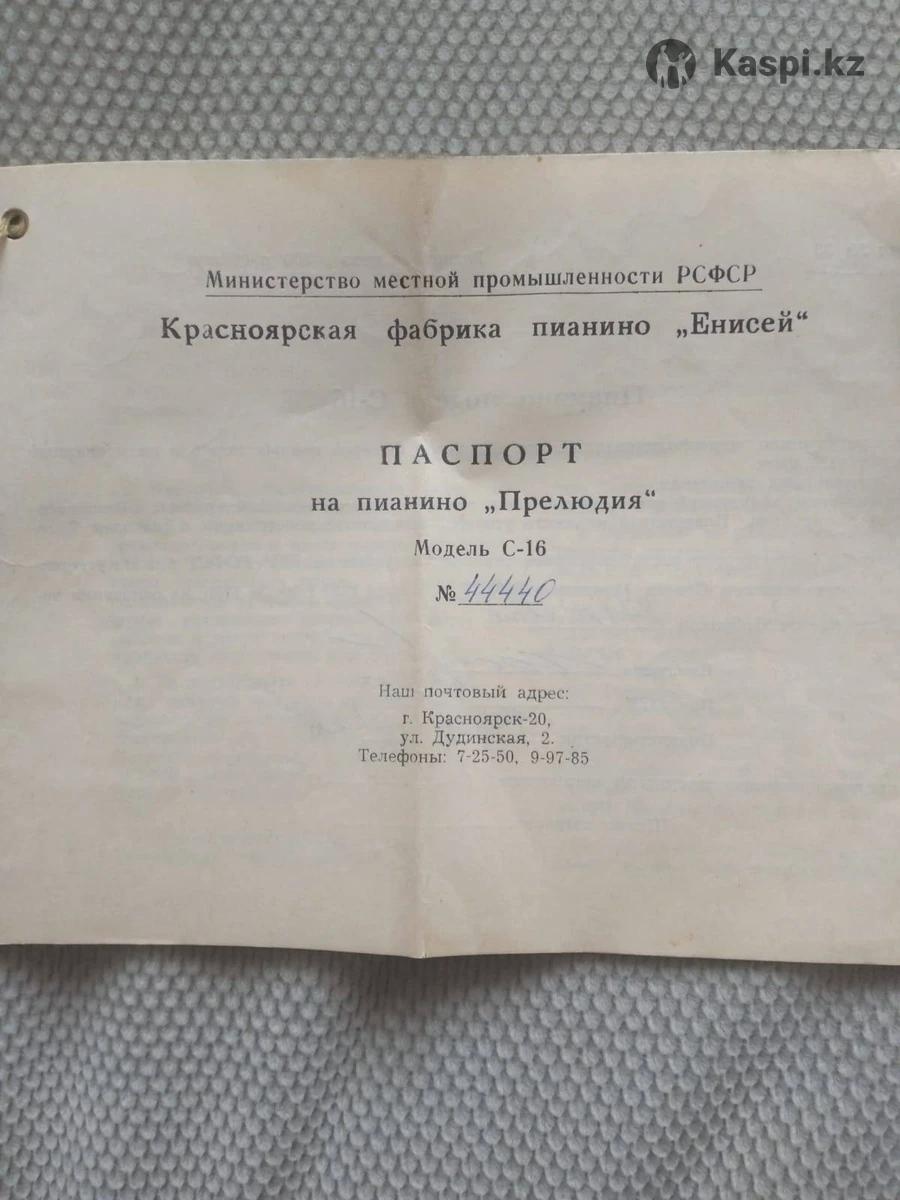 Kaspi.kz
Министерство местной промышленности РСФСР
Красноярская фабрика пианино „Енисей“
ПАСПОРТ
на пианино „Прелюдия“
Модель С-16
№ 44440
Наш почтовый адрес:
г. Красноярск-20,
ул. Дудинская, 2.
Телефоны: 7-25-50, 9-97-85